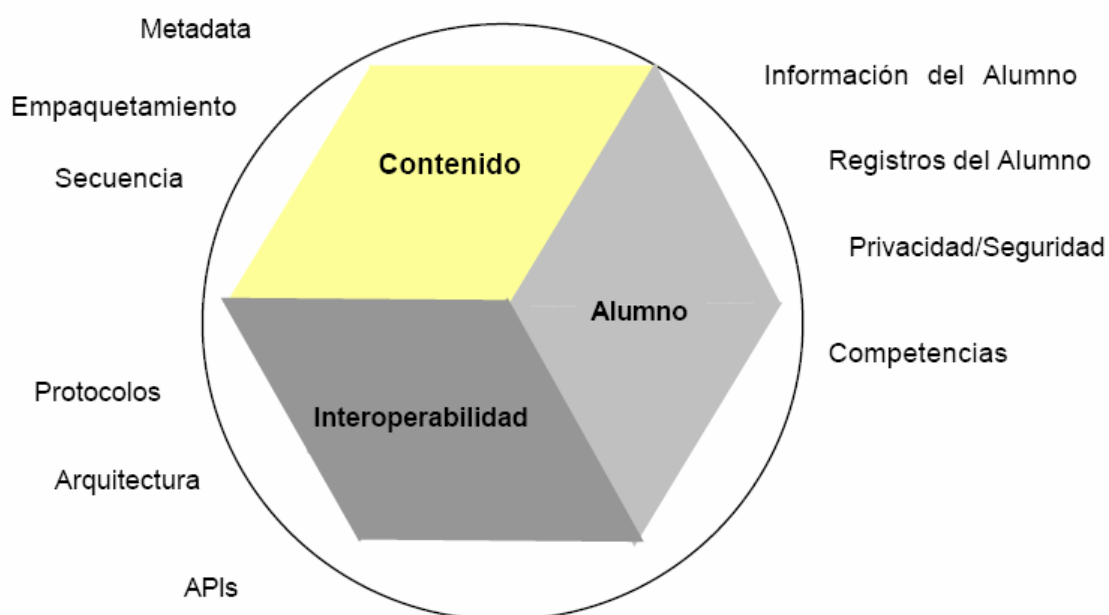 Metadata
Empaquetamiento
Secuencia
Contenido
Información del Alumno
Registros del Alumno
Privacidad/Seguridad
Alumno
Competencias
Protocolos
Interoperabilidad
Arquitectura
APIs